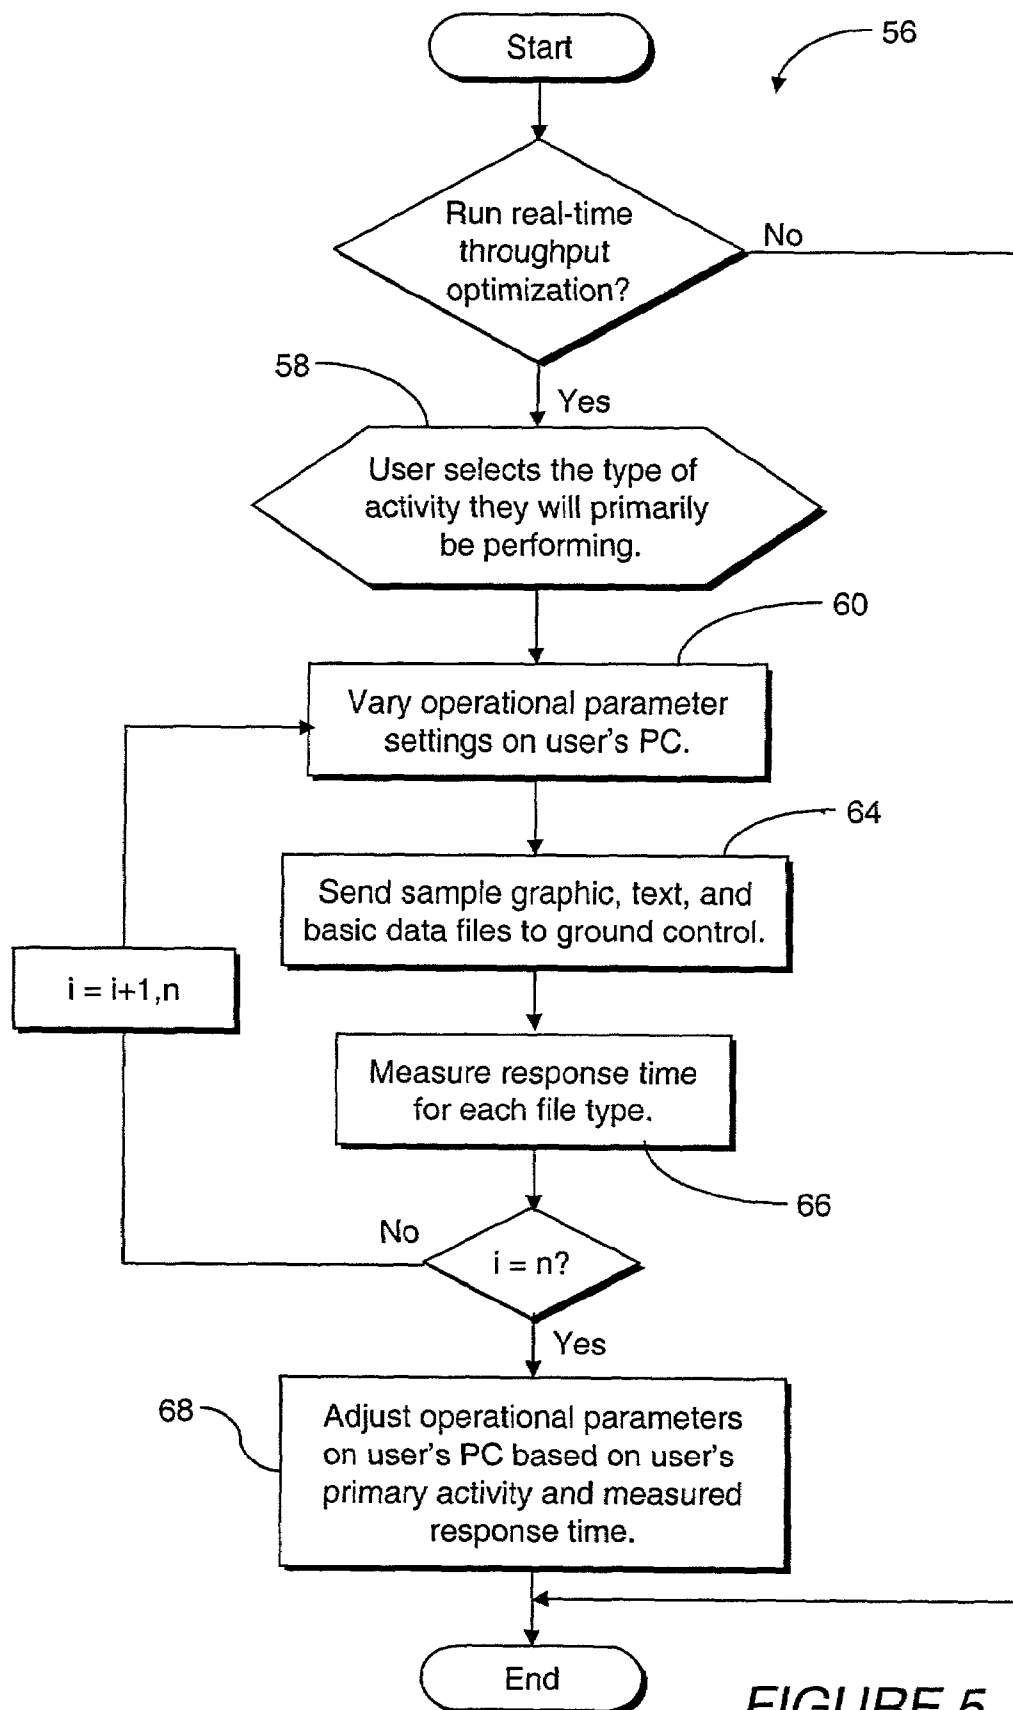 Start
56
Run real-time
throughput
optimization?
No
58
Yes
User selects the type of
activity they will primarily
be performing.
60
Vary operational parameter
settings on user's PC.
64
Send sample graphic, text, and
basic data files to ground control.
i = i+1,n
Measure response time
for each file type.
66
No
i = n?
Yes
68
Adjust operational parameters
on user's PC based on user's
primary activity and measured
response time.
End
FIGURE 5